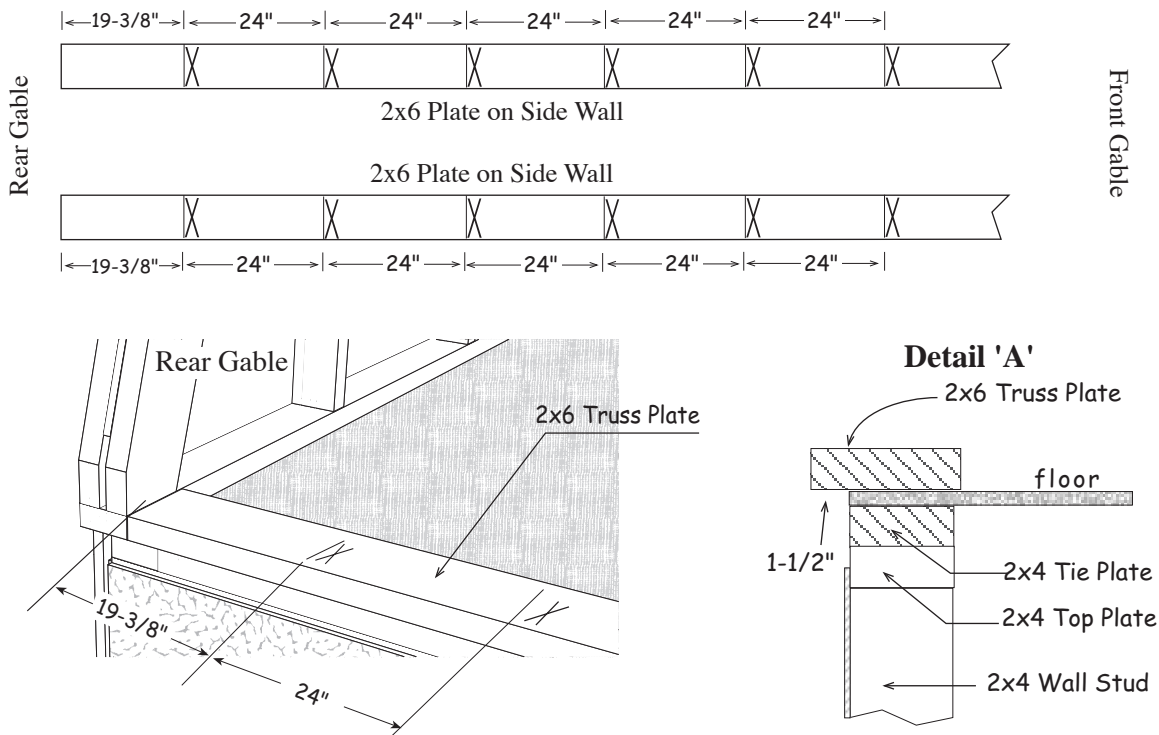 19-3/8" 24" 24" 24" 24" 24"
Rear Gable
Front Gable
2x6 Plate on Side Wall
2x6 Plate on Side Wall
19-3/8" 24" 24" 24" 24" 24"
Rear Gable
2x6 Truss Plate
19-3/8"
24"
Detail 'A'
2x6 Truss Plate
floor
1-1/2"
2x4 Tie Plate
2x4 Top Plate
2x4 Wall Stud